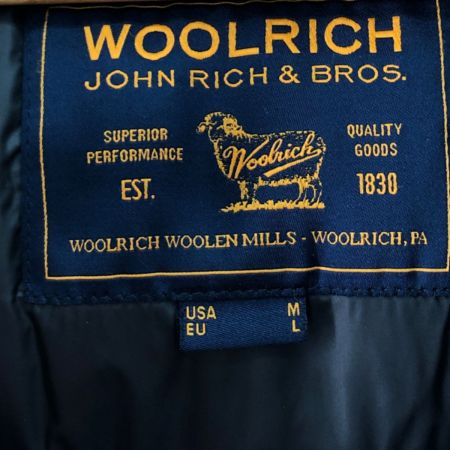 WOOLRICH
JOHN RICH & BROS.
SUPERIOR PERFORMANCE
Woolrich
QUALITY GOODS
EST. 1830
WOOLRICH WOOLEN MILLS - WOOLRICH, PA
USA M
EU L